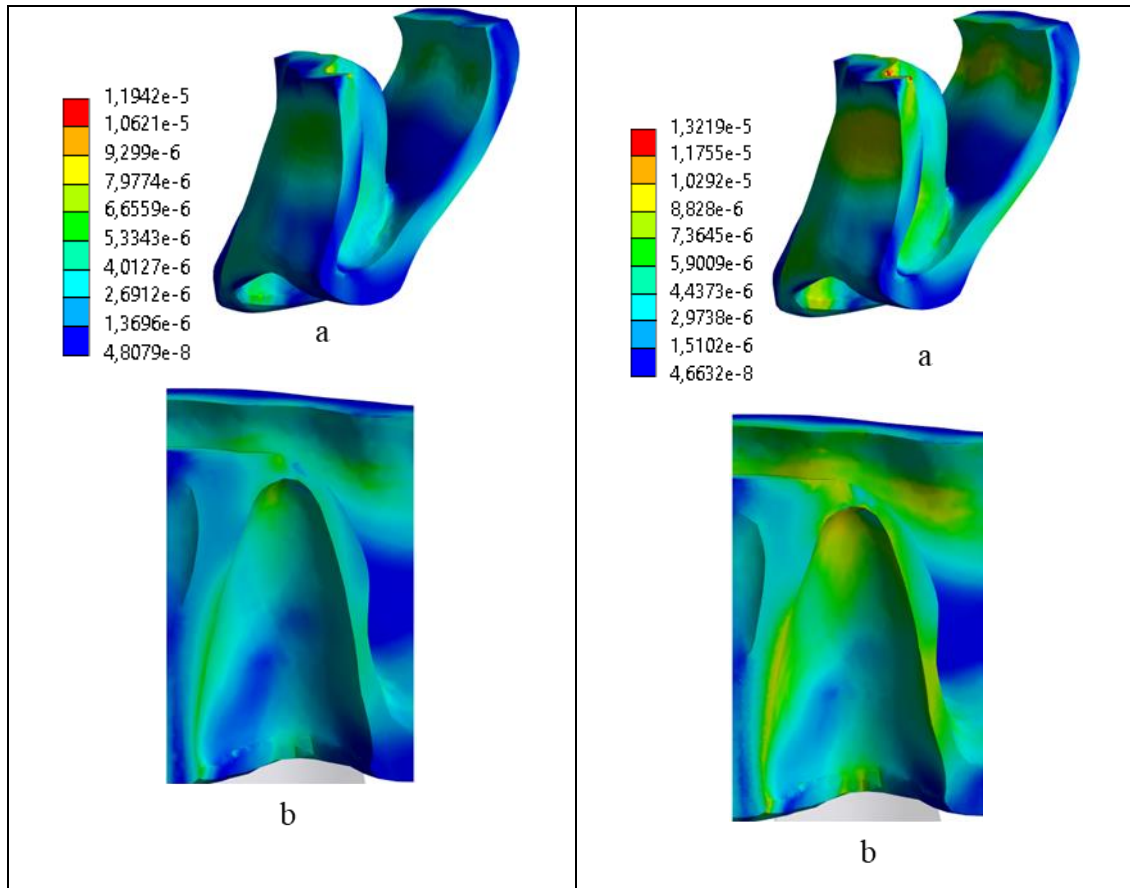 1,1942e-5
1,0621e-5
9,299e-6
7,9774e-6
6,6559e-6
5,3343e-6
4,0127e-6
2,6912e-6
1,3696e-6
4,8079e-8
a
b
1,3219e-5
1,1755e-5
1,0292e-5
8,828e-6
7,3645e-6
5,9009e-6
4,4373e-6
2,9738e-6
1,5102e-6
4,6632e-8
a
b